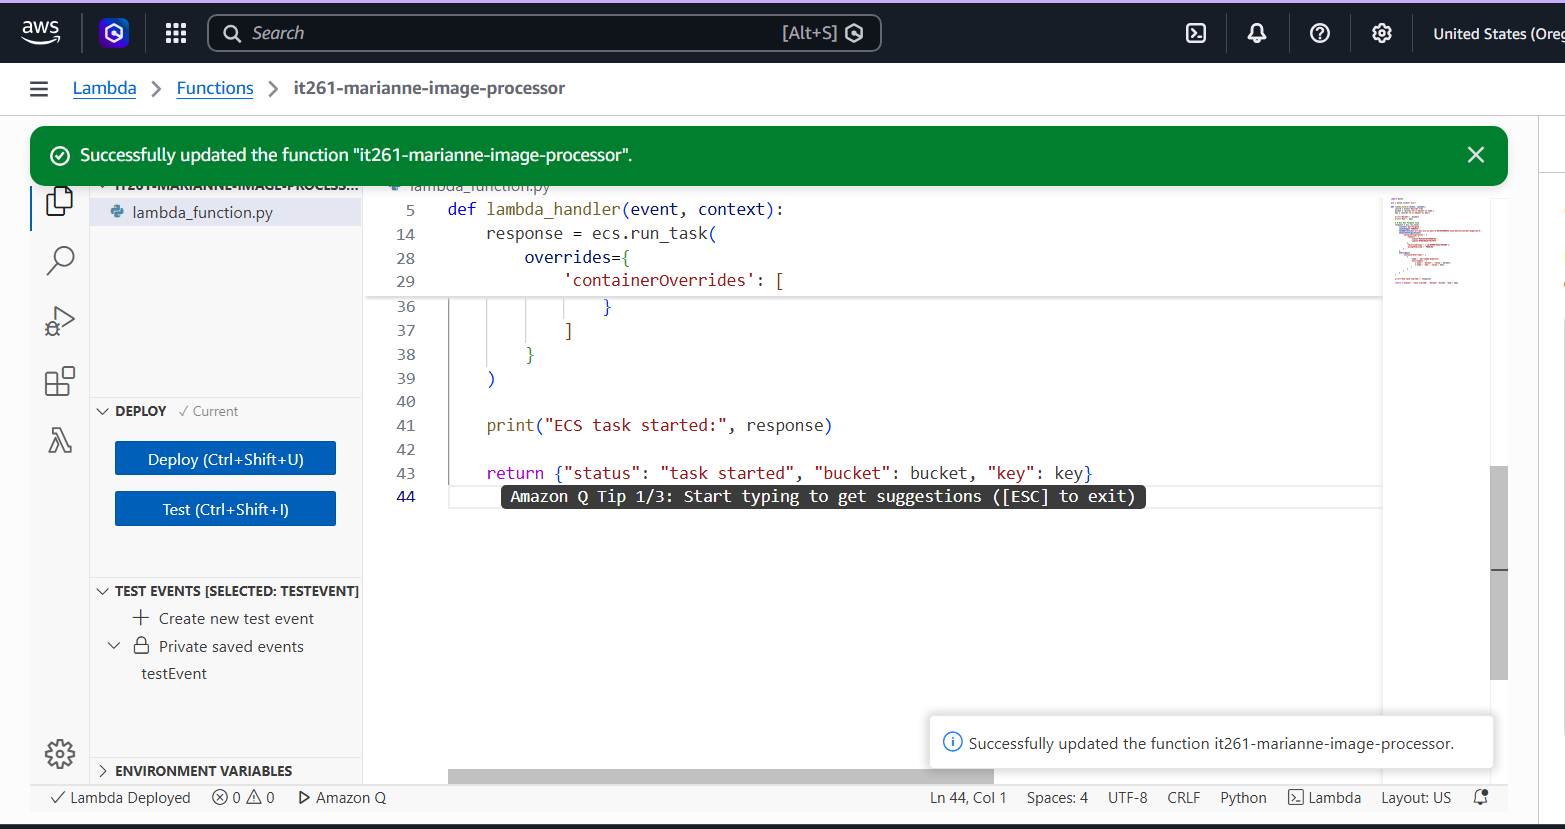 aws
Search [Alt+S]
United States (Oreg
Lambda Functions it261-marianne-image-processor
Successfully updated the function "it261-marianne-image-processor".
IT261-MARIANNE-IMAGE-PROCESS...
lambda_function.py
DEPLOY Current
Deploy (Ctrl+Shift+U)
Test (Ctrl+Shift+I)
TEST EVENTS [SELECTED: TESTEVENT]
Create new test event
Private saved events
testEvent
ENVIRONMENT VARIABLES
lambda_function.py
5 def lambda_handler(event, context):
14 response = ecs.run_task(
28 overrides={
29 'containerOverrides': [
36 }
37 ]
38 }
39 )
40
41 print("ECS task started:", response)
42
43 return {"status": "task started", "bucket": bucket, "key": key}
44 Amazon Q Tip 1/3: Start typing to get suggestions ([ESC] to exit)
Successfully updated the function it261-marianne-image-processor.
Lambda Deployed 0 0 Amazon Q Ln 44, Col 1 Spaces: 4 UTF-8 CRLF Python Lambda Layout: US